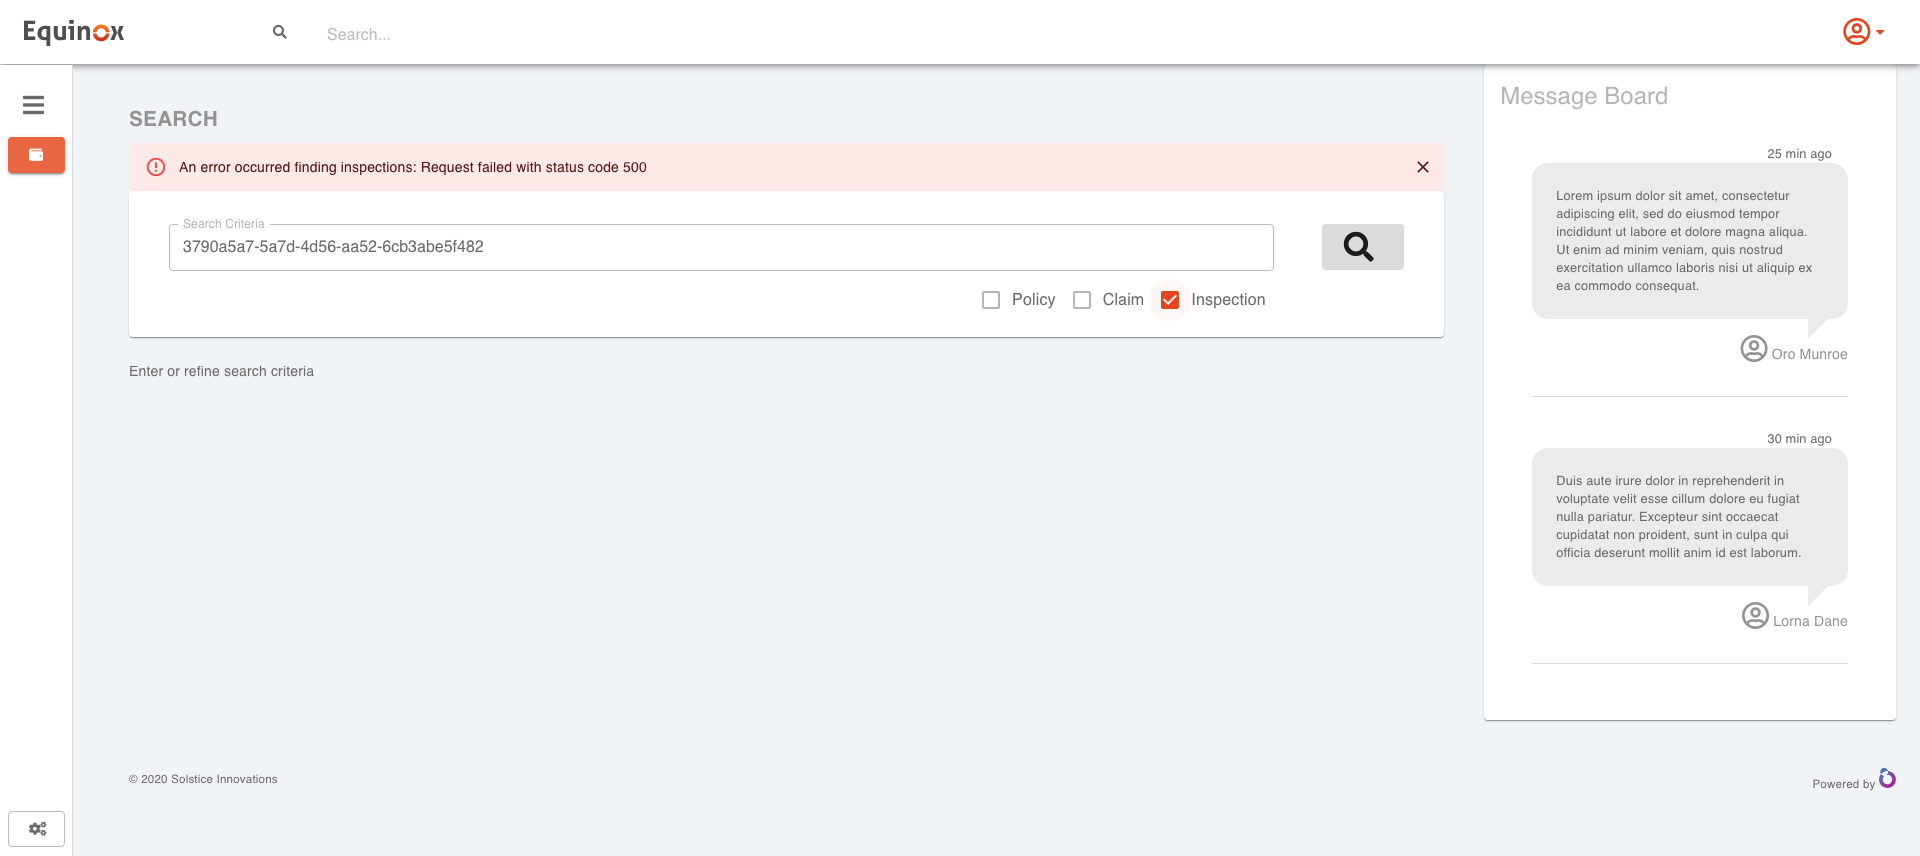 Equinox
Search...
SEARCH
An error occurred finding inspections: Request failed with status code 500
Search Criteria
3790a5a7-5a7d-4d56-aa52-6cb3abe5f482
Policy
Claim
Inspection
Enter or refine search criteria
Message Board
25 min ago
Lorem ipsum dolor sit amet, consectetur
adipiscing elit, sed do eiusmod tempor
incididunt ut labore et dolore magna aliqua.
Ut enim ad minim veniam, quis nostrud
exercitation ullamco laboris nisi ut aliquip ex
ea commodo consequat.
Oro Munroe
30 min ago
Duis aute irure dolor in reprehenderit in
voluptate velit esse cillum dolore eu fugiat
nulla pariatur. Excepteur sint occaecat
cupidatat non proident, sunt in culpa qui
officia deserunt mollit anim id est laborum.
Lorna Dane
© 2020 Solstice Innovations
Powered by